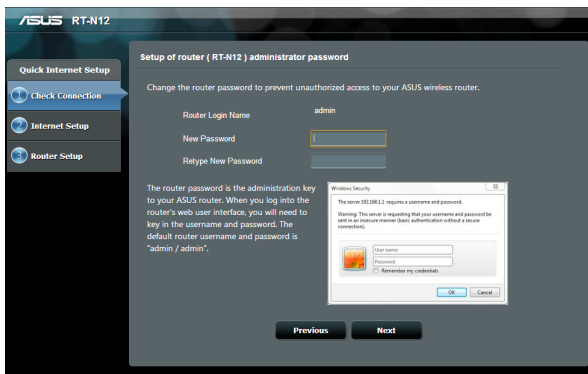 ASUS RT-N12
Quick Internet Setup
1 Check Connection
2 Internet Setup
3 Router Setup
Setup of router ( RT-N12 ) administrator password
Change the router password to prevent unauthorized access to your ASUS wireless router.
Router Login Name admin
New Password
Retype New Password
The router password is the administration key
to your ASUS router. When you log into the
router's web user interface, you will need to
key in the username and password. The
default router username and password is
"admin / admin".
Windows Security
The server 192.168.1.1 requires a username and password.
Warning: This server is requesting that your username and password be
sent in an insecure manner (basic authentication without a secure
connection).
User name
Password
Remember my credentials
OK Cancel
Previous Next